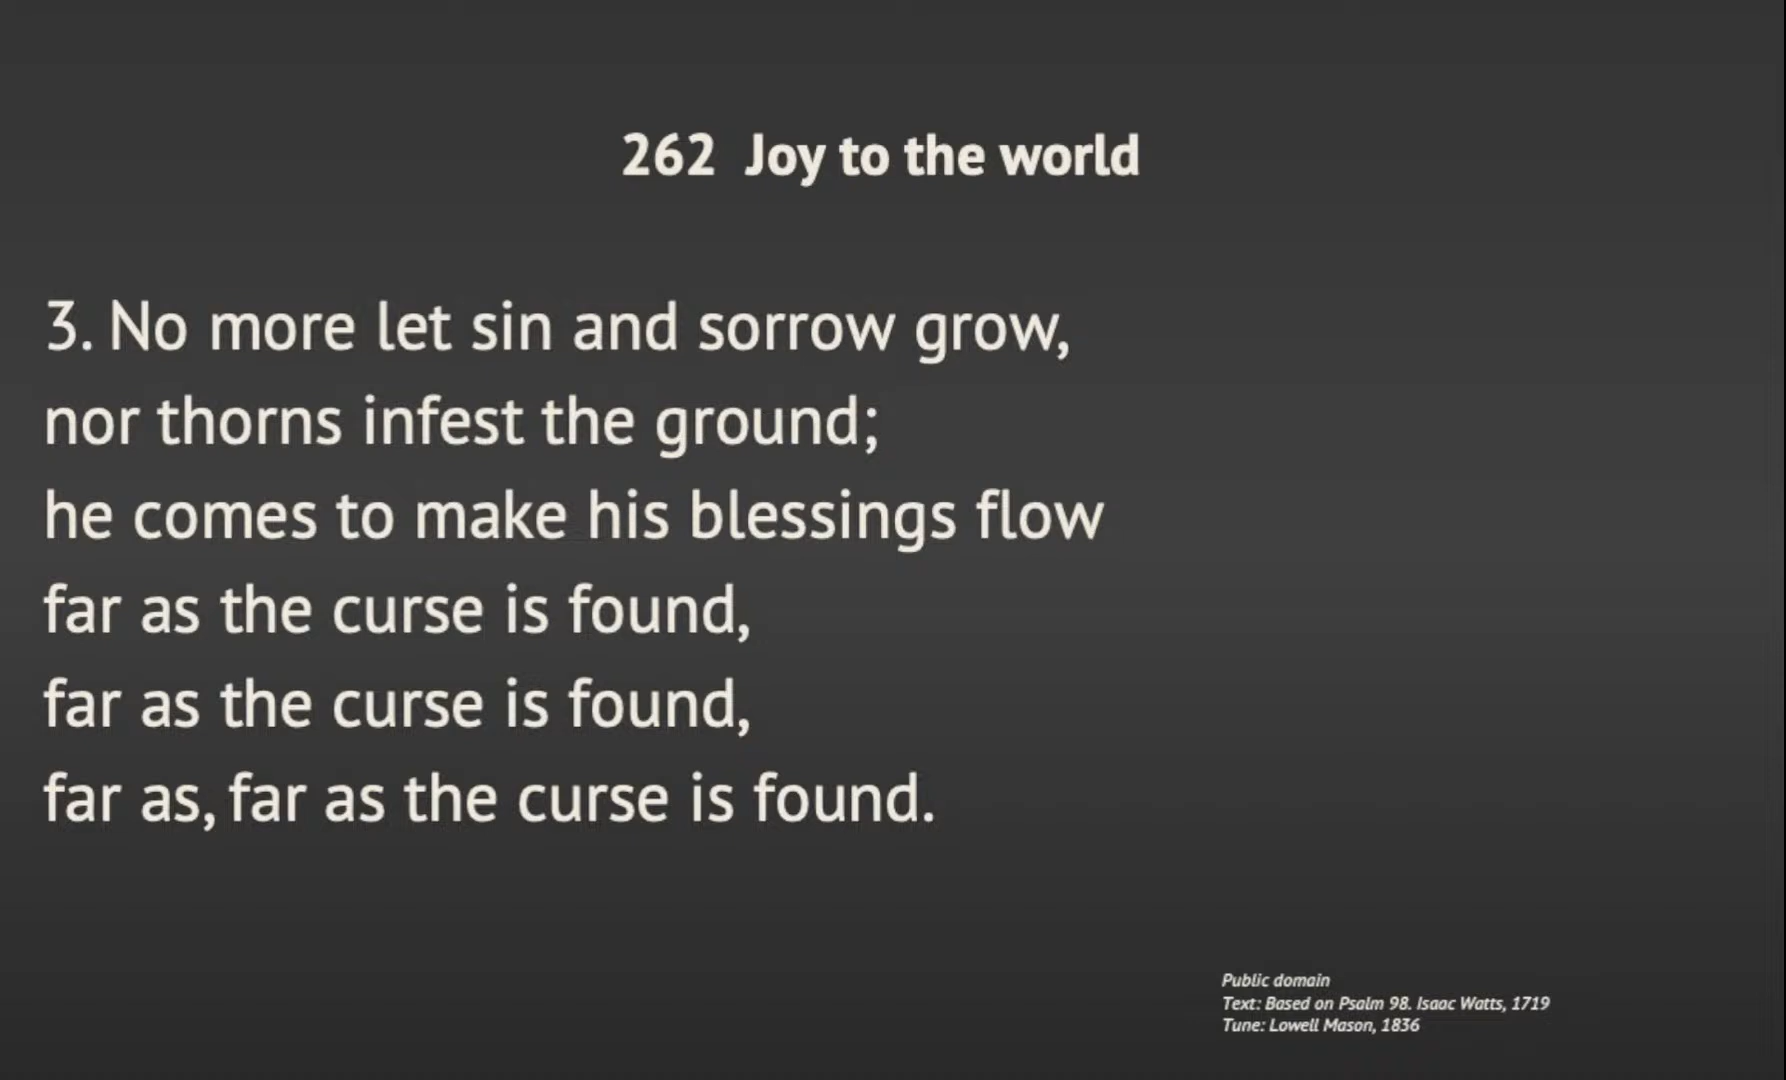 262 Joy to the world
3. No more let sin and sorrow grow,
nor thorns infest the ground;
he comes to make his blessings flow
far as the curse is found,
far as the curse is found,
far as, far as the curse is found.
Public domain
Text: Based on Psalm 98. Isaac Watts, 1719
Tune: Lowell Mason, 1836